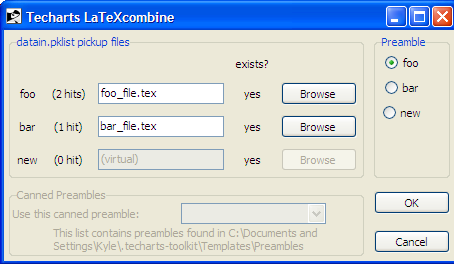 Techarts LaTeXcombine
datain.pklist pickup files
exists?
foo (2 hits) foo_file.tex yes Browse
bar (1 hit) bar_file.tex yes Browse
new (0 hit) (virtual) yes Browse
Preamble
foo
bar
new
Canned Preambles
Use this canned preamble:
This list contains preambles found in C:\Documents and
Settings\Kyle\.techarts-toolkit\Templates\Preambles
OK
Cancel